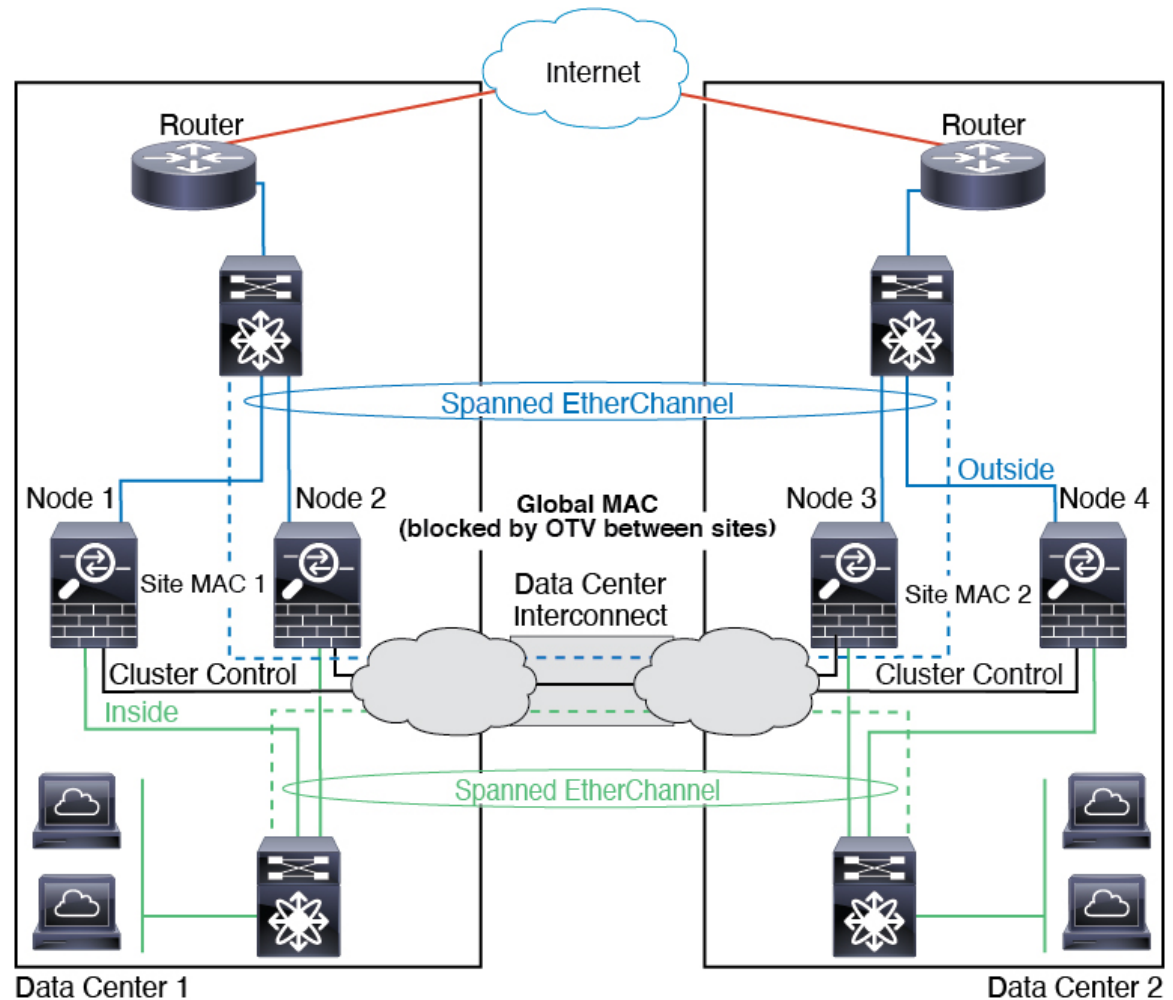 Internet
Router
Router
Spanned EtherChannel
Outside
Node 1
Node 2
Global MAC
(blocked by OTV between sites)
Node 3
Node 4
Site MAC 1
Data Center
Interconnect
Site MAC 2
Cluster Control
Cluster Control
Inside
Spanned EtherChannel
Data Center 1
Data Center 2